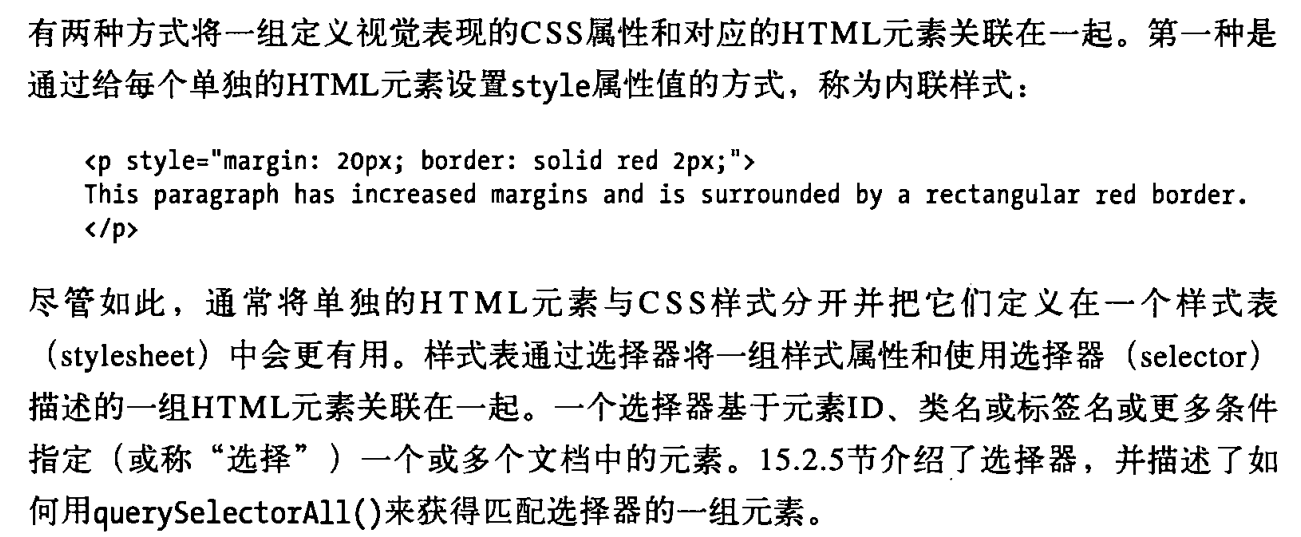 有两种方式将一组定义视觉表现的CSS属性和对应的HTML元素关联在一起。第一种是
通过给每个单独的HTML元素设置style属性值的方式，称为内联样式：
<p style="margin: 20px; border: solid red 2px;">
This paragraph has increased margins and is surrounded by a rectangular red border.
</p>
尽管如此，通常将单独的HTML元素与CSS样式分开并把它们定义在一个样式表
（stylesheet）中会更有用。样式表通过选择器将一组样式属性和使用选择器（selector）
描述的一组HTML元素关联在一起。一个选择器基于元素ID、类名或标签名或更多条件
指定（或称“选择”）一个或多个文档中的元素。15.2.5节介绍了选择器，并描述了如
何用querySelectorAll()来获得匹配选择器的一组元素。